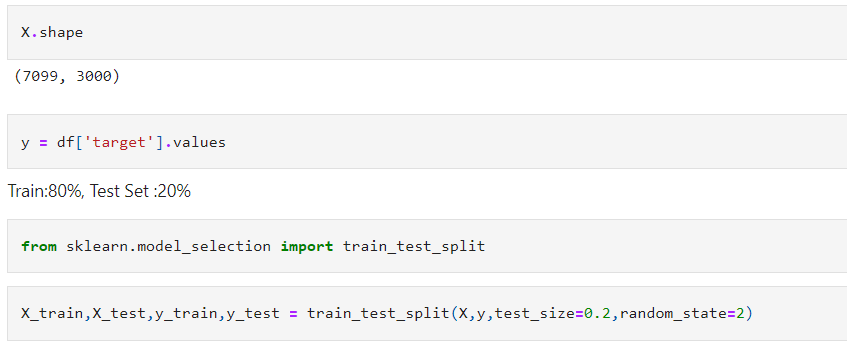 X.shape
(7099, 3000)
y = df['target'].values
Train:80%, Test Set :20%
from sklearn.model_selection import train_test_split
X_train,X_test,y_train,y_test = train_test_split(X,y,test_size=0.2,random_state=2)